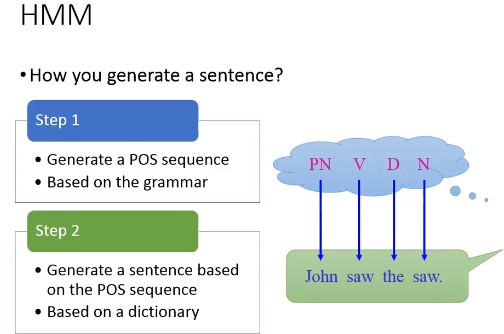 HMM
• How you generate a sentence?
Step 1
• Generate a POS sequence
• Based on the grammar
Step 2
• Generate a sentence based
on the POS sequence
• Based on a dictionary
PN V D N
John saw the saw.